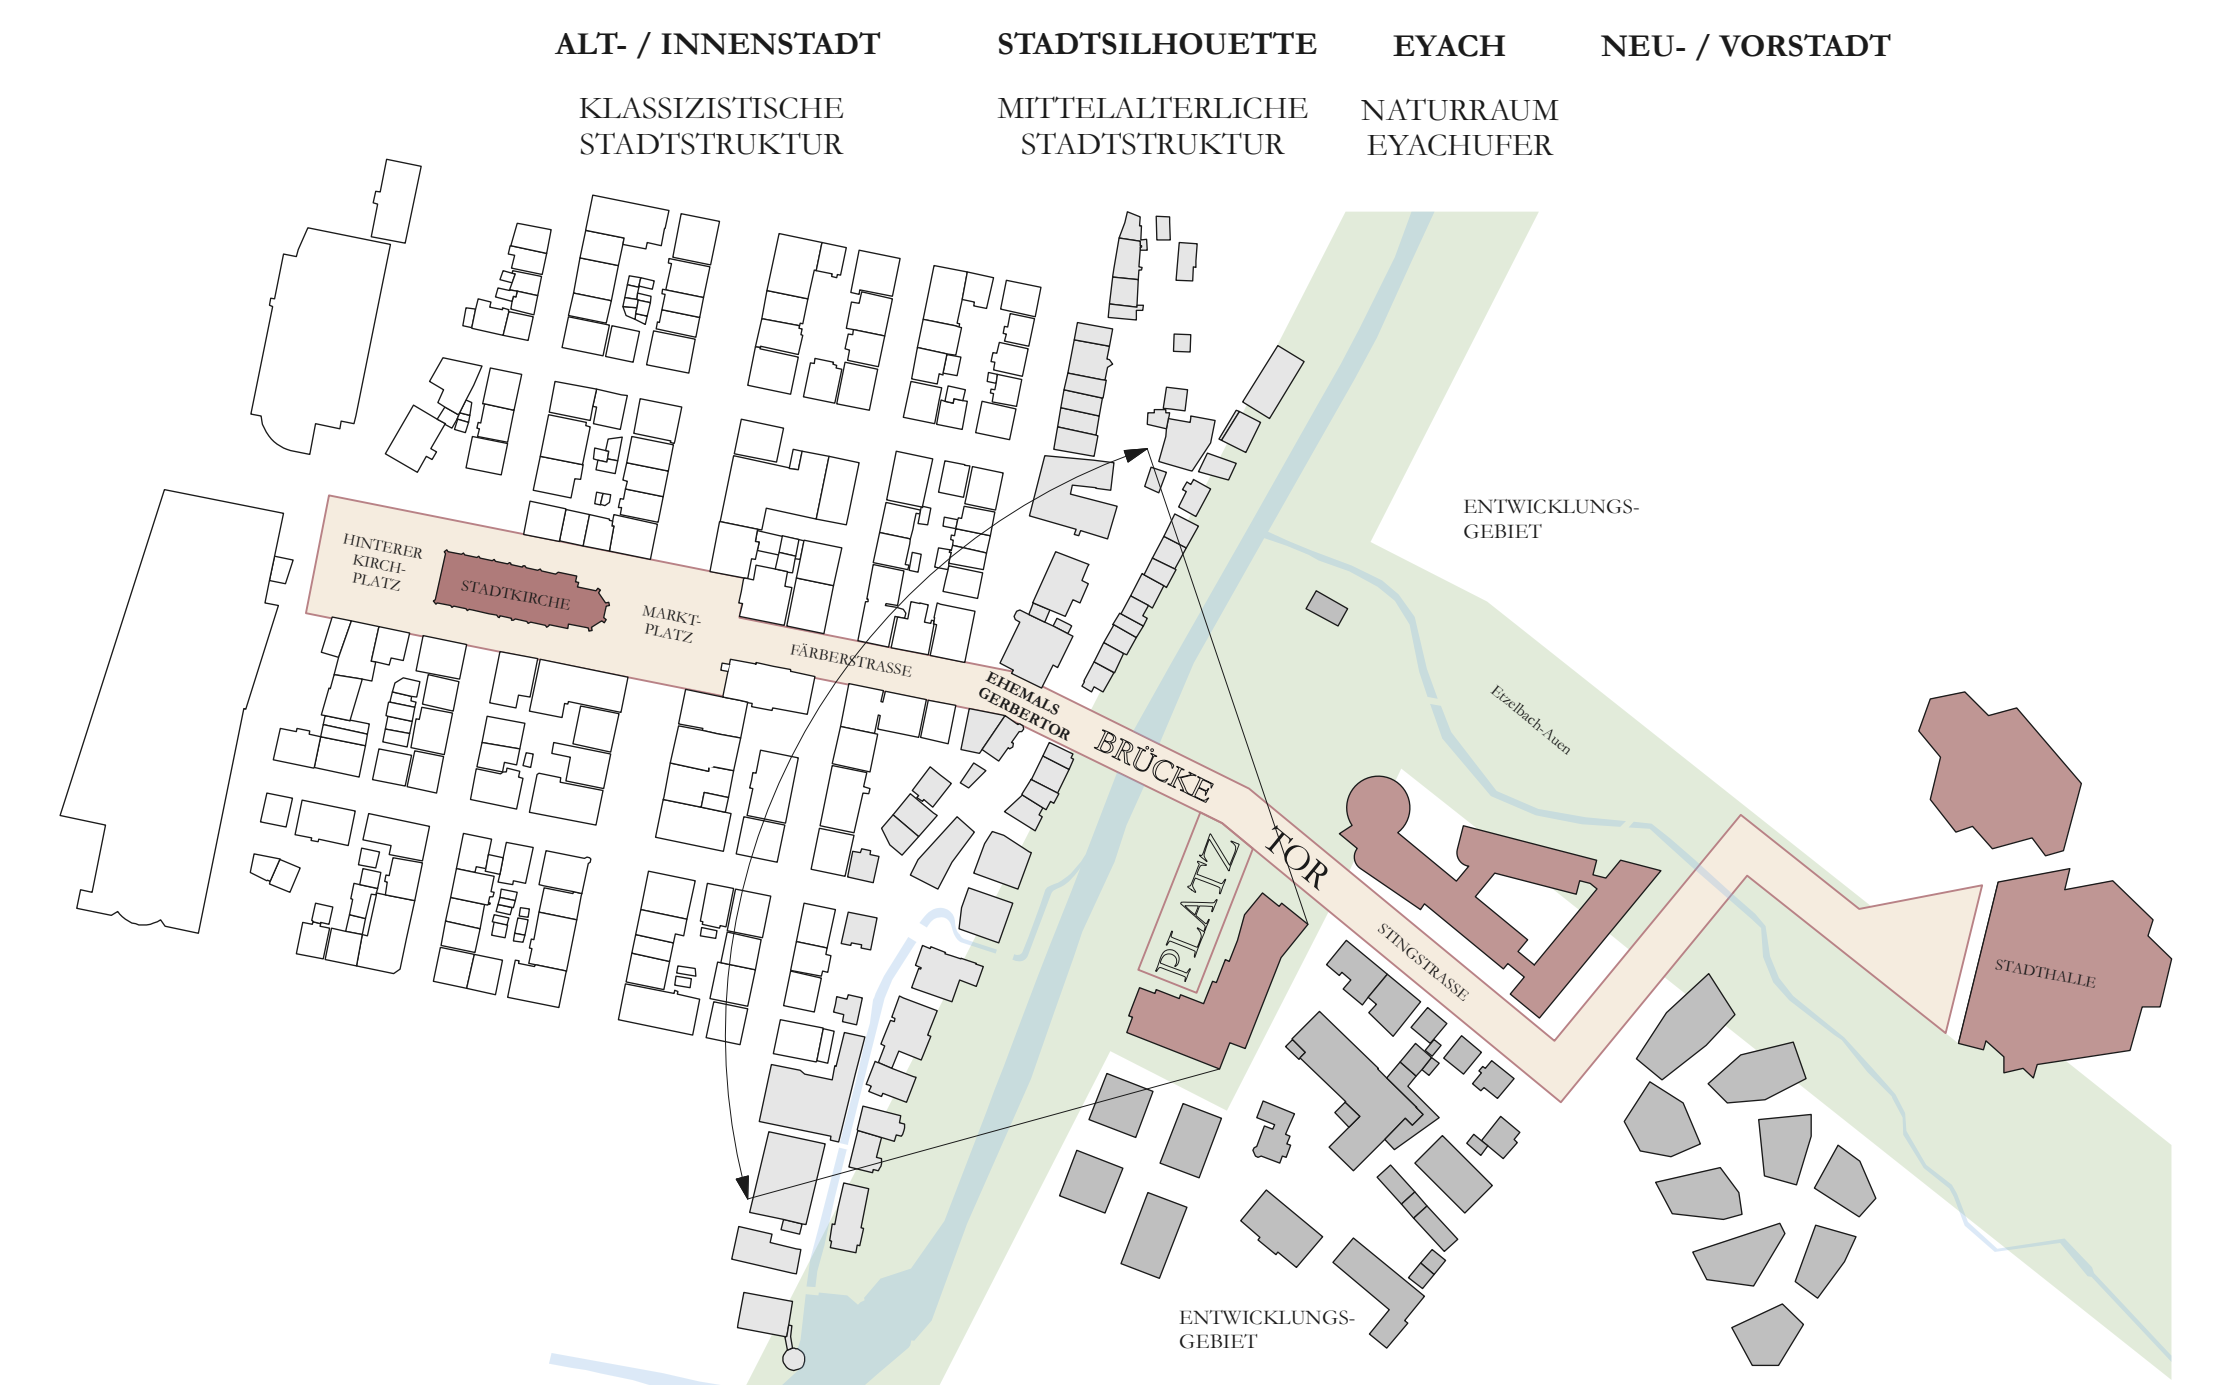 ALT- / INNENSTADT
STADTSILHOUETTE
EYACH
NEU- / VORSTADT
KLASSIZISTISCHE
STADTSTRUKTUR
MITTELALTERLICHE
STADTSTRUKTUR
NATURRAUM
EYACHUFER
ENTWICKLUNGS-
GEBIET
HINTERER
KIRCH-
PLATZ
STADTKIRCHE
MARKT-
PLATZ
FÄRBERSTRASSE
EHEMALS
GERBERTOR
BRÜCKE
TOR
PLATZ
STINGSTRASSE
Etzelbach-Auen
STADTHALLE
ENTWICKLUNGS-
GEBIET